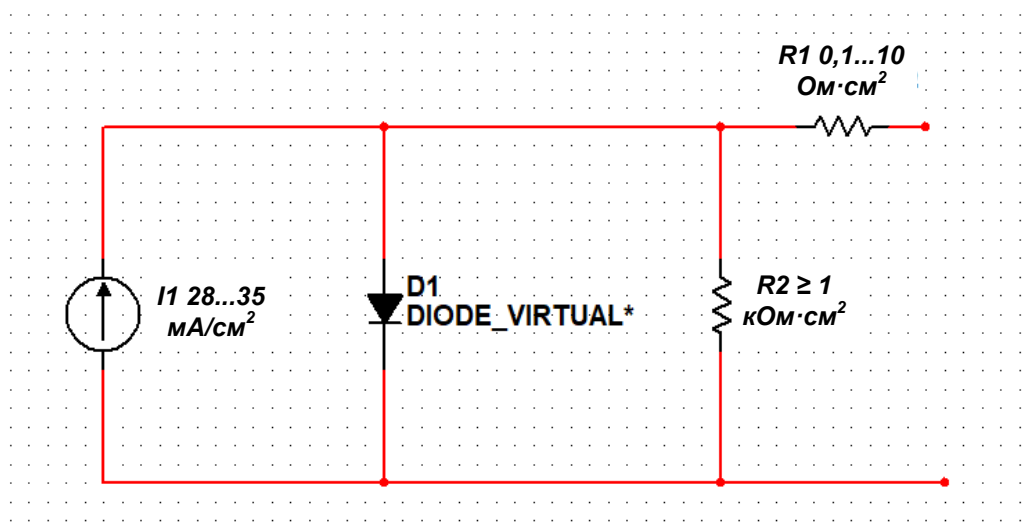 R1 0,1...10
Ом·см²
I1 28...35
мА/см²
D1
DIODE_VIRTUAL*
R2 ≥ 1
кОм·см²